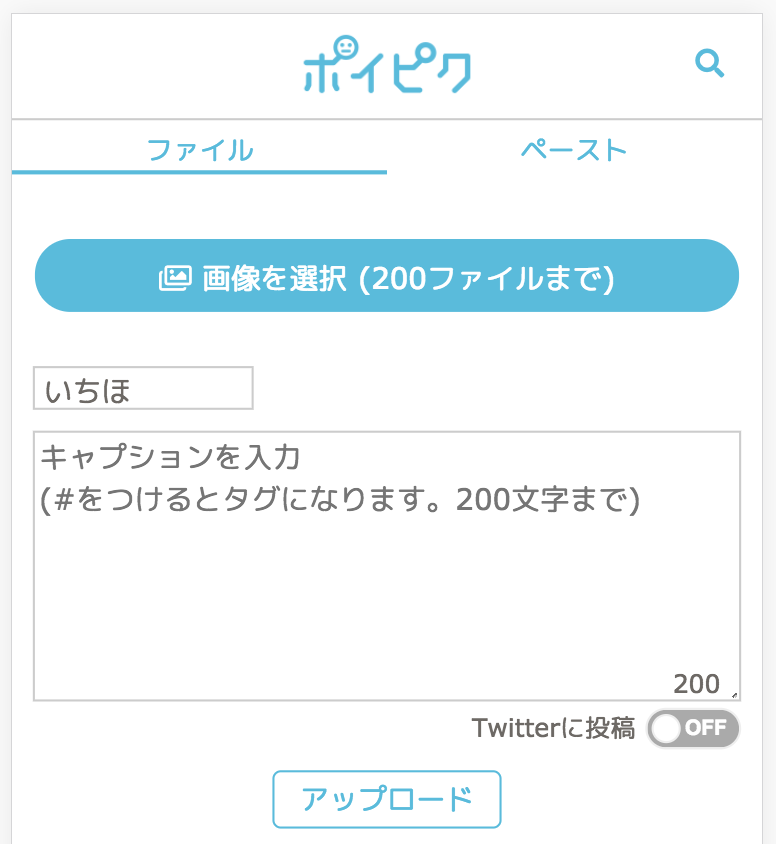 ポイピク
ファイル
ペースト
画像を選択 (200ファイルまで)
いちほ
キャプションを入力
(#をつけるとタグになります。200文字まで)
200
Twitterに投稿 OFF
アップロード